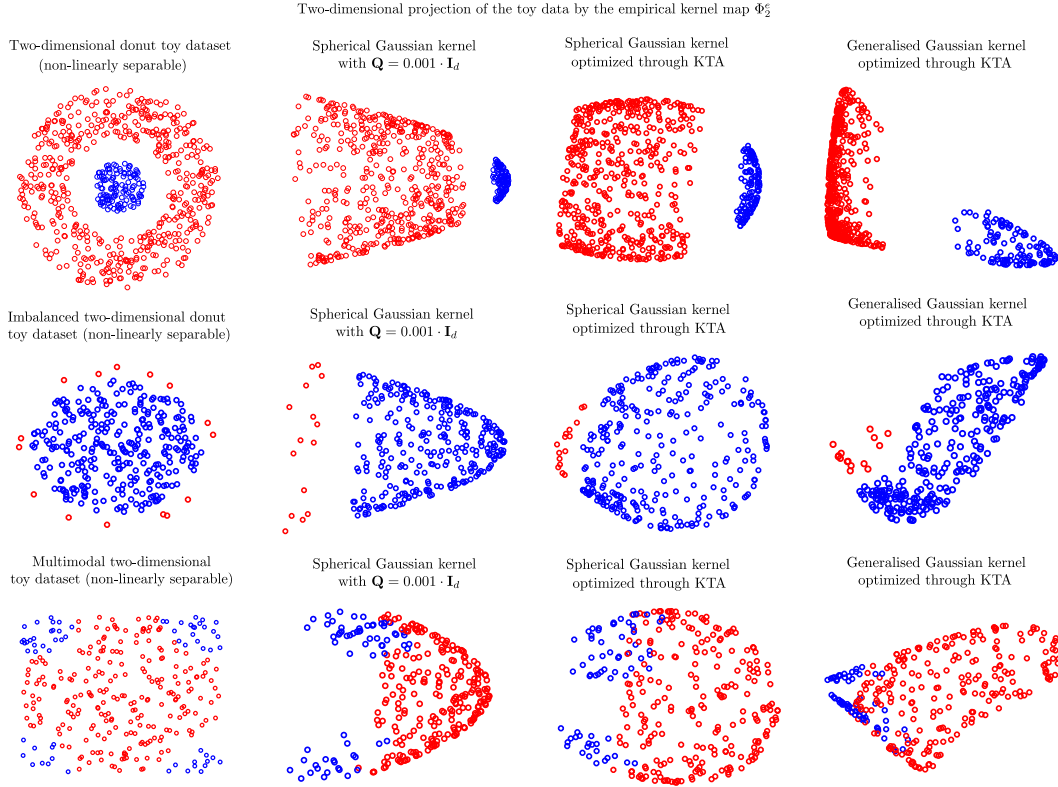 Two-dimensional projection of the toy data by the empirical kernel map Φ₂ᵉ
Two-dimensional donut toy dataset
(non-linearly separable)
Spherical Gaussian kernel
with Q = 0.001 · I_d
Spherical Gaussian kernel
optimized through KTA
Generalised Gaussian kernel
optimized through KTA
Imbalanced two-dimensional donut
toy dataset (non-linearly separable)
Spherical Gaussian kernel
with Q = 0.001 · I_d
Spherical Gaussian kernel
optimized through KTA
Generalised Gaussian kernel
optimized through KTA
Multimodal two-dimensional
toy dataset (non-linearly separable)
Spherical Gaussian kernel
with Q = 0.001 · I_d
Spherical Gaussian kernel
optimized through KTA
Generalised Gaussian kernel
optimized through KTA